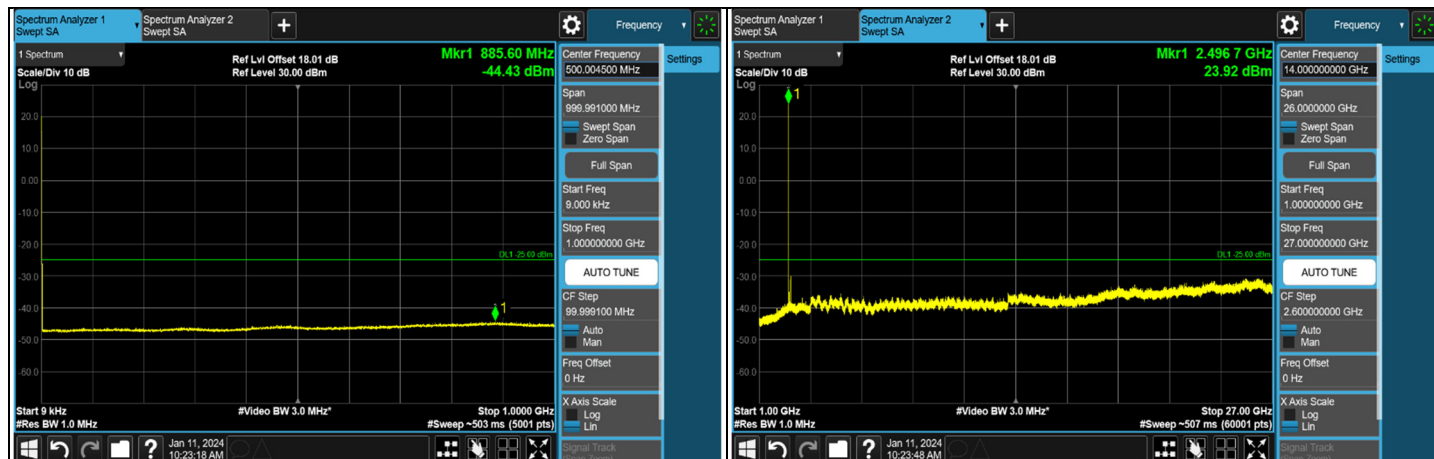 Spectrum Analyzer 1
Swept SA
Spectrum Analyzer 2
Swept SA
Frequency
1 Spectrum
Scale/Div 10 dB
Log
Ref Lvl Offset 18.01 dB
Ref Level 30.00 dBm
Mkr1 885.60 MHz
-44.43 dBm
20.0
10.0
0.00
-10.0
-20.0
-30.0
-40.0
-50.0
-60.0
DL1 -25.00 dBm
1
Start 9 kHz
#Res BW 1.0 MHz
#Video BW 3.0 MHz*
Stop 1.0000 GHz
#Sweep ~503 ms (5001 pts)
Center Frequency
500.004500 MHz
Settings
Span
999.991000 MHz
Swept Span
Zero Span
Full Span
Start Freq
9.000 kHz
Stop Freq
1.000000000 GHz
AUTO TUNE
CF Step
99.999100 MHz
Auto
Man
Freq Offset
0 Hz
X Axis Scale
Log
Lin
Signal Track
?
Jan 11, 2024
10:23:18 AM
Spectrum Analyzer 1
Swept SA
Spectrum Analyzer 2
Swept SA
Frequency
1 Spectrum
Scale/Div 10 dB
Log
Ref Lvl Offset 18.01 dB
Ref Level 30.00 dBm
Mkr1 2.496 7 GHz
23.92 dBm
20.0
10.0
0.00
-10.0
-20.0
-30.0
-40.0
-50.0
-60.0
DL1 -25.00 dBm
1
Start 1.00 GHz
#Res BW 1.0 MHz
#Video BW 3.0 MHz*
Stop 27.00 GHz
#Sweep ~507 ms (60001 pts)
Center Frequency
14.000000000 GHz
Settings
Span
26.0000000 GHz
Swept Span
Zero Span
Full Span
Start Freq
1.000000000 GHz
Stop Freq
27.000000000 GHz
AUTO TUNE
CF Step
2.600000000 GHz
Auto
Man
Freq Offset
0 Hz
X Axis Scale
Log
Lin
Signal Track
?
Jan 11, 2024
10:23:48 AM